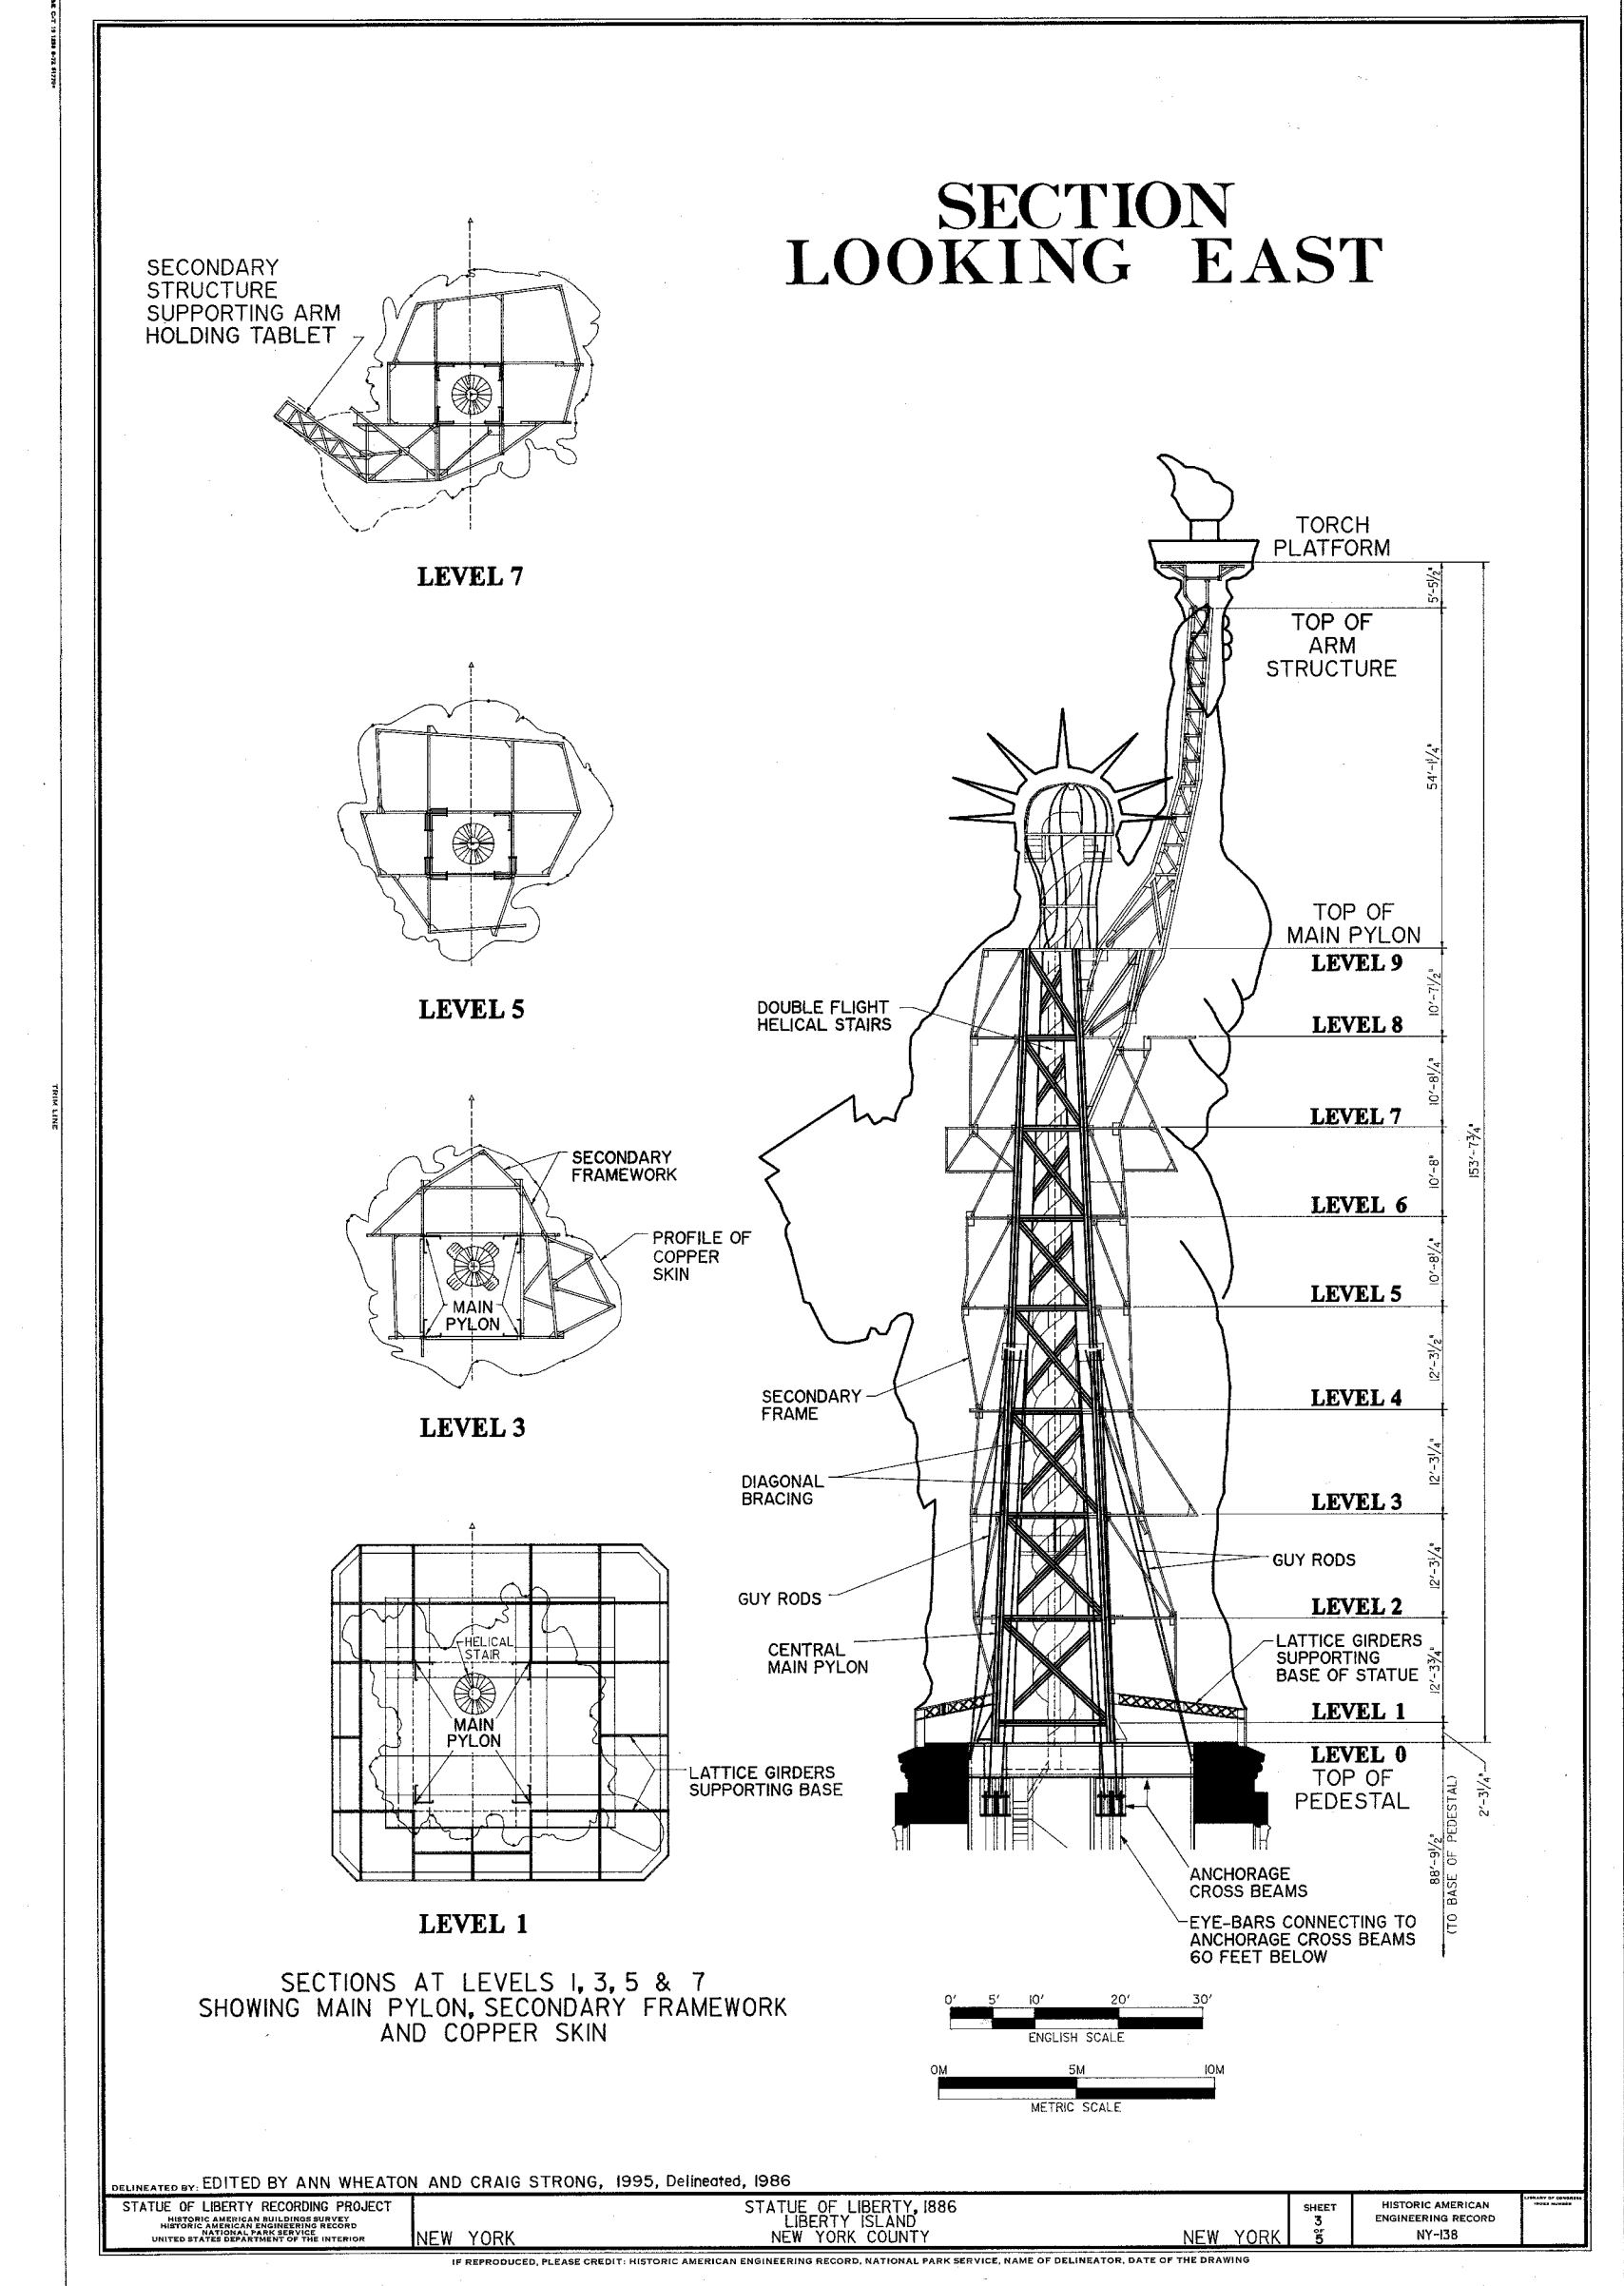 SECTION
LOOKING EAST
SECONDARY
STRUCTURE
SUPPORTING ARM
HOLDING TABLET
LEVEL 7
LEVEL 5
SECONDARY
FRAMEWORK
PROFILE OF
COPPER
SKIN
MAIN
PYLON
LEVEL 3
HELICAL
STAIR
MAIN
PYLON
LATTICE GIRDERS
SUPPORTING BASE
LEVEL 1
SECTIONS AT LEVELS 1, 3, 5 & 7
SHOWING MAIN PYLON, SECONDARY FRAMEWORK
AND COPPER SKIN
TORCH
PLATFORM
5'-5½"
TOP OF
ARM
STRUCTURE
54'-1¼"
TOP OF
MAIN PYLON
LEVEL 9
10'-7½"
DOUBLE FLIGHT
HELICAL STAIRS
LEVEL 8
10'-8¼"
LEVEL 7
153'-7¾"
10'-8"
LEVEL 6
10'-8¼"
LEVEL 5
12'-3½"
SECONDARY
FRAME
LEVEL 4
12'-3¼"
DIAGONAL
BRACING
LEVEL 3
GUY RODS
12'-3¼"
GUY RODS
LEVEL 2
CENTRAL
MAIN PYLON
LATTICE GIRDERS
SUPPORTING
BASE OF STATUE
12'-3¾"
LEVEL 1
LEVEL 0
TOP OF
PEDESTAL
2'-3¼"
88'-9½"
(TO BASE OF PEDESTAL)
ANCHORAGE
CROSS BEAMS
EYE-BARS CONNECTING TO
ANCHORAGE CROSS BEAMS
60 FEET BELOW
0' 5' 10' 20' 30'
ENGLISH SCALE
0M 5M 10M
METRIC SCALE
TRIM LINE
DELINEATED BY: EDITED BY ANN WHEATON AND CRAIG STRONG, 1995, Delineated, 1986
STATUE OF LIBERTY RECORDING PROJECT
HISTORIC AMERICAN BUILDINGS SURVEY
HISTORIC AMERICAN ENGINEERING RECORD
NATIONAL PARK SERVICE
UNITED STATES DEPARTMENT OF THE INTERIOR
NEW YORK
STATUE OF LIBERTY, 1886
LIBERTY ISLAND
NEW YORK COUNTY
NEW YORK
SHEET
3
OF
5
HISTORIC AMERICAN
ENGINEERING RECORD
NY-138
LIBRARY OF CONGRESS
INDEX NUMBER
IF REPRODUCED, PLEASE CREDIT: HISTORIC AMERICAN ENGINEERING RECORD, NATIONAL PARK SERVICE, NAME OF DELINEATOR, DATE OF THE DRAWING